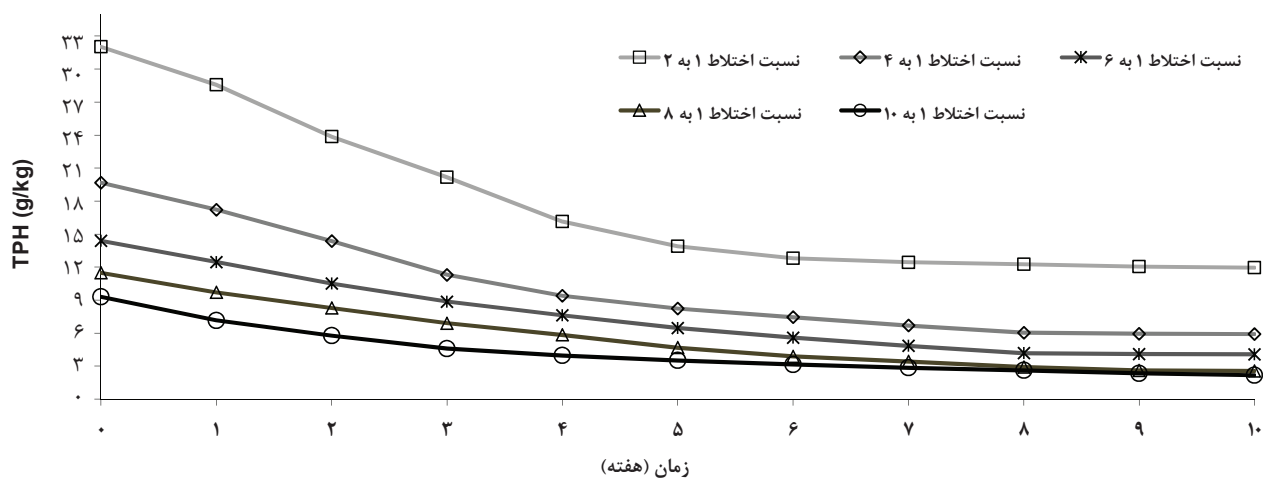 نسبت اختلاط ۱ به ۲
نسبت اختلاط ۱ به ۴
نسبت اختلاط ۱ به ۶
نسبت اختلاط ۱ به ۸
نسبت اختلاط ۱ به ۱۰
TPH (g/kg)
۳۳
۳۰
۲۷
۲۴
۲۱
۱۸
۱۵
۱۲
۹
۶
۳
۰
۰ ۱ ۲ ۳ ۴ ۵ ۶ ۷ ۸ ۹ ۱۰
زمان (هفته)